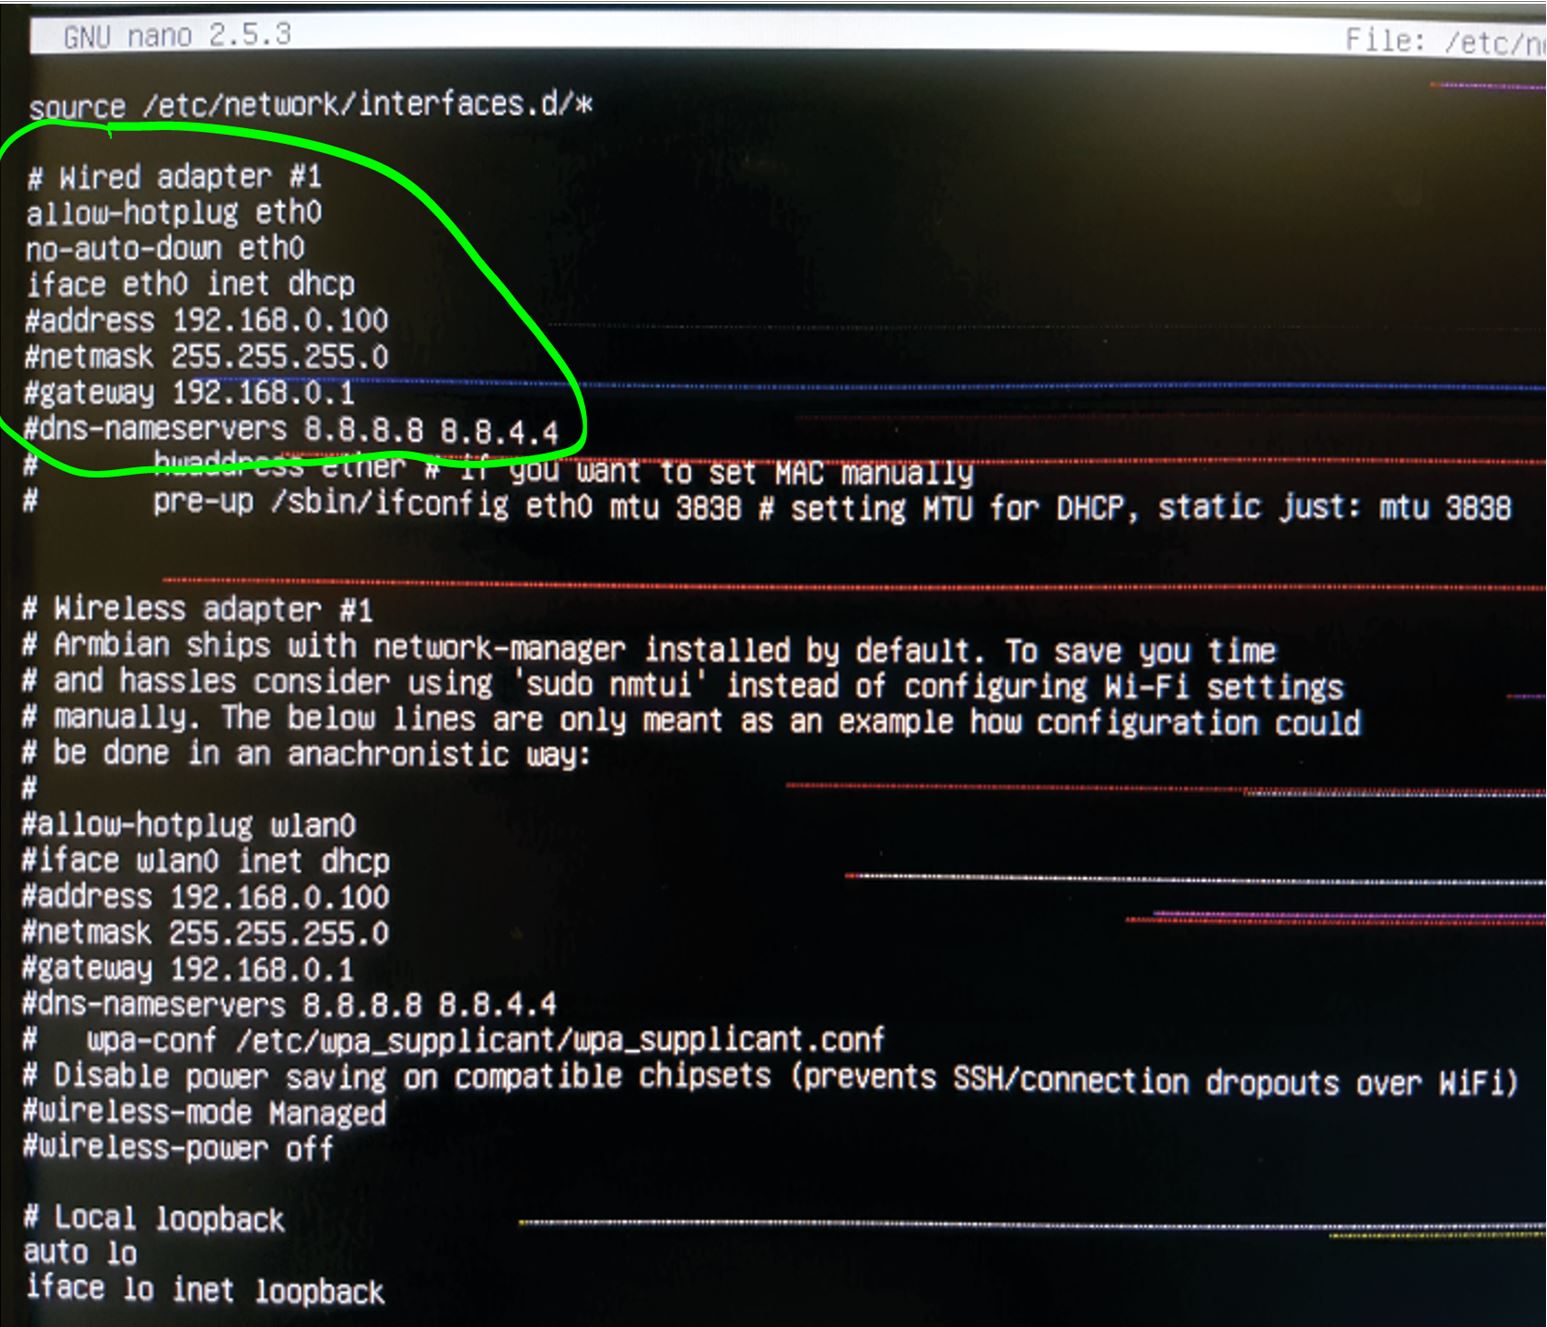 GNU nano 2.5.3 File: /etc/n
source /etc/network/interfaces.d/*
# Wired adapter #1
allow-hotplug eth0
no-auto-down eth0
iface eth0 inet dhcp
#address 192.168.0.100
#netmask 255.255.255.0
#gateway 192.168.0.1
#dns-nameservers 8.8.8.8 8.8.4.4
# hwaddress ether # if you want to set MAC manually
# pre-up /sbin/ifconfig eth0 mtu 3838 # setting MTU for DHCP, static just: mtu 3838
# Wireless adapter #1
# Armbian ships with network-manager installed by default. To save you time
# and hassles consider using 'sudo nmtui' instead of configuring Wi-Fi settings
# manually. The below lines are only meant as an example how configuration could
# be done in an anachronistic way:
#
#allow-hotplug wlan0
#iface wlan0 inet dhcp
#address 192.168.0.100
#netmask 255.255.255.0
#gateway 192.168.0.1
#dns-nameservers 8.8.8.8 8.8.4.4
# wpa-conf /etc/wpa_supplicant/wpa_supplicant.conf
# Disable power saving on compatible chipsets (prevents SSH/connection dropouts over WiFi)
#wireless-mode Managed
#wireless-power off
# Local loopback
auto lo
iface lo inet loopback